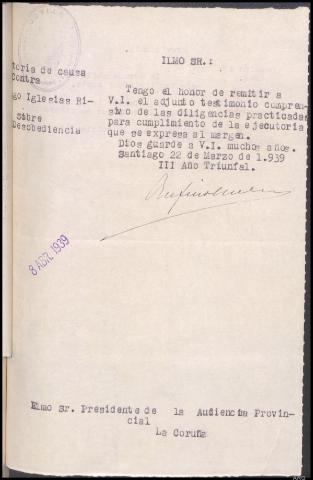 ILMO SR.:
toria de causa
Contra
go Iglesias Ri-
Sobre
Desobediencia
Tengo el honor de remitir a
V.I. el adjunto testimonio compren-
sivo de las diligencias practicadas
para cumplimiento de la ejecutoria
que se expresa al margen.
Dios guarde a V.I. muchos años.
Santiago 22 de Marzo de 1.939
III Año Triunfal.
8 ABR. 1939
Elmo Sr. Presidente de la Audiencia Provin-
cial
La Coruña